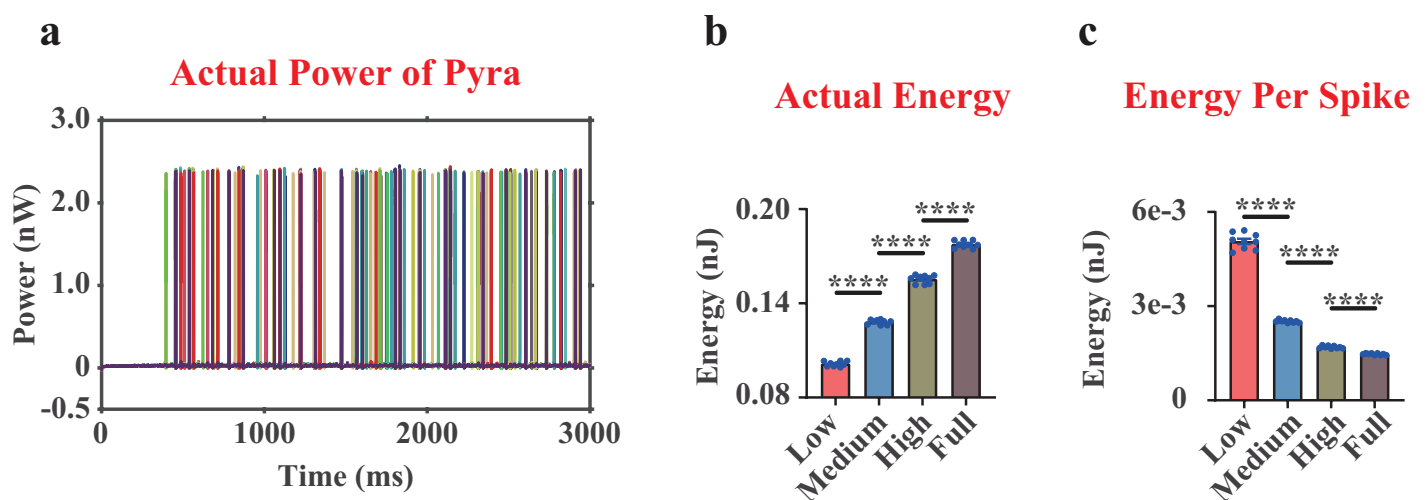 a
Actual Power of Pyra
Power (nW)
3.0
2.0
1.0
0
-0.5
0
1000
2000
3000
Time (ms)
b
Actual Energy
Energy (nJ)
0.20
0.14
0.08
****
****
****
Low
Medium
High
Full
c
Energy Per Spike
Energy (nJ)
6e-3
3e-3
0
****
****
****
Low
Medium
High
Full